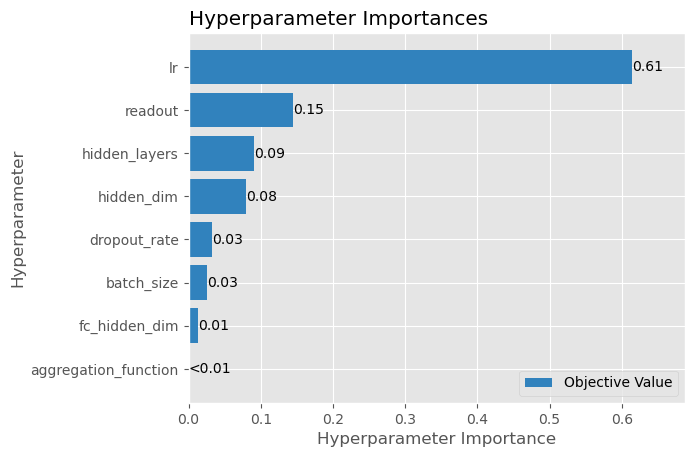 Hyperparameter Importances
Hyperparameter
lr
0.61
readout
0.15
hidden_layers
0.09
hidden_dim
0.08
dropout_rate
0.03
batch_size
0.03
fc_hidden_dim
0.01
aggregation_function
<0.01
Objective Value
0.0 0.1 0.2 0.3 0.4 0.5 0.6
Hyperparameter Importance